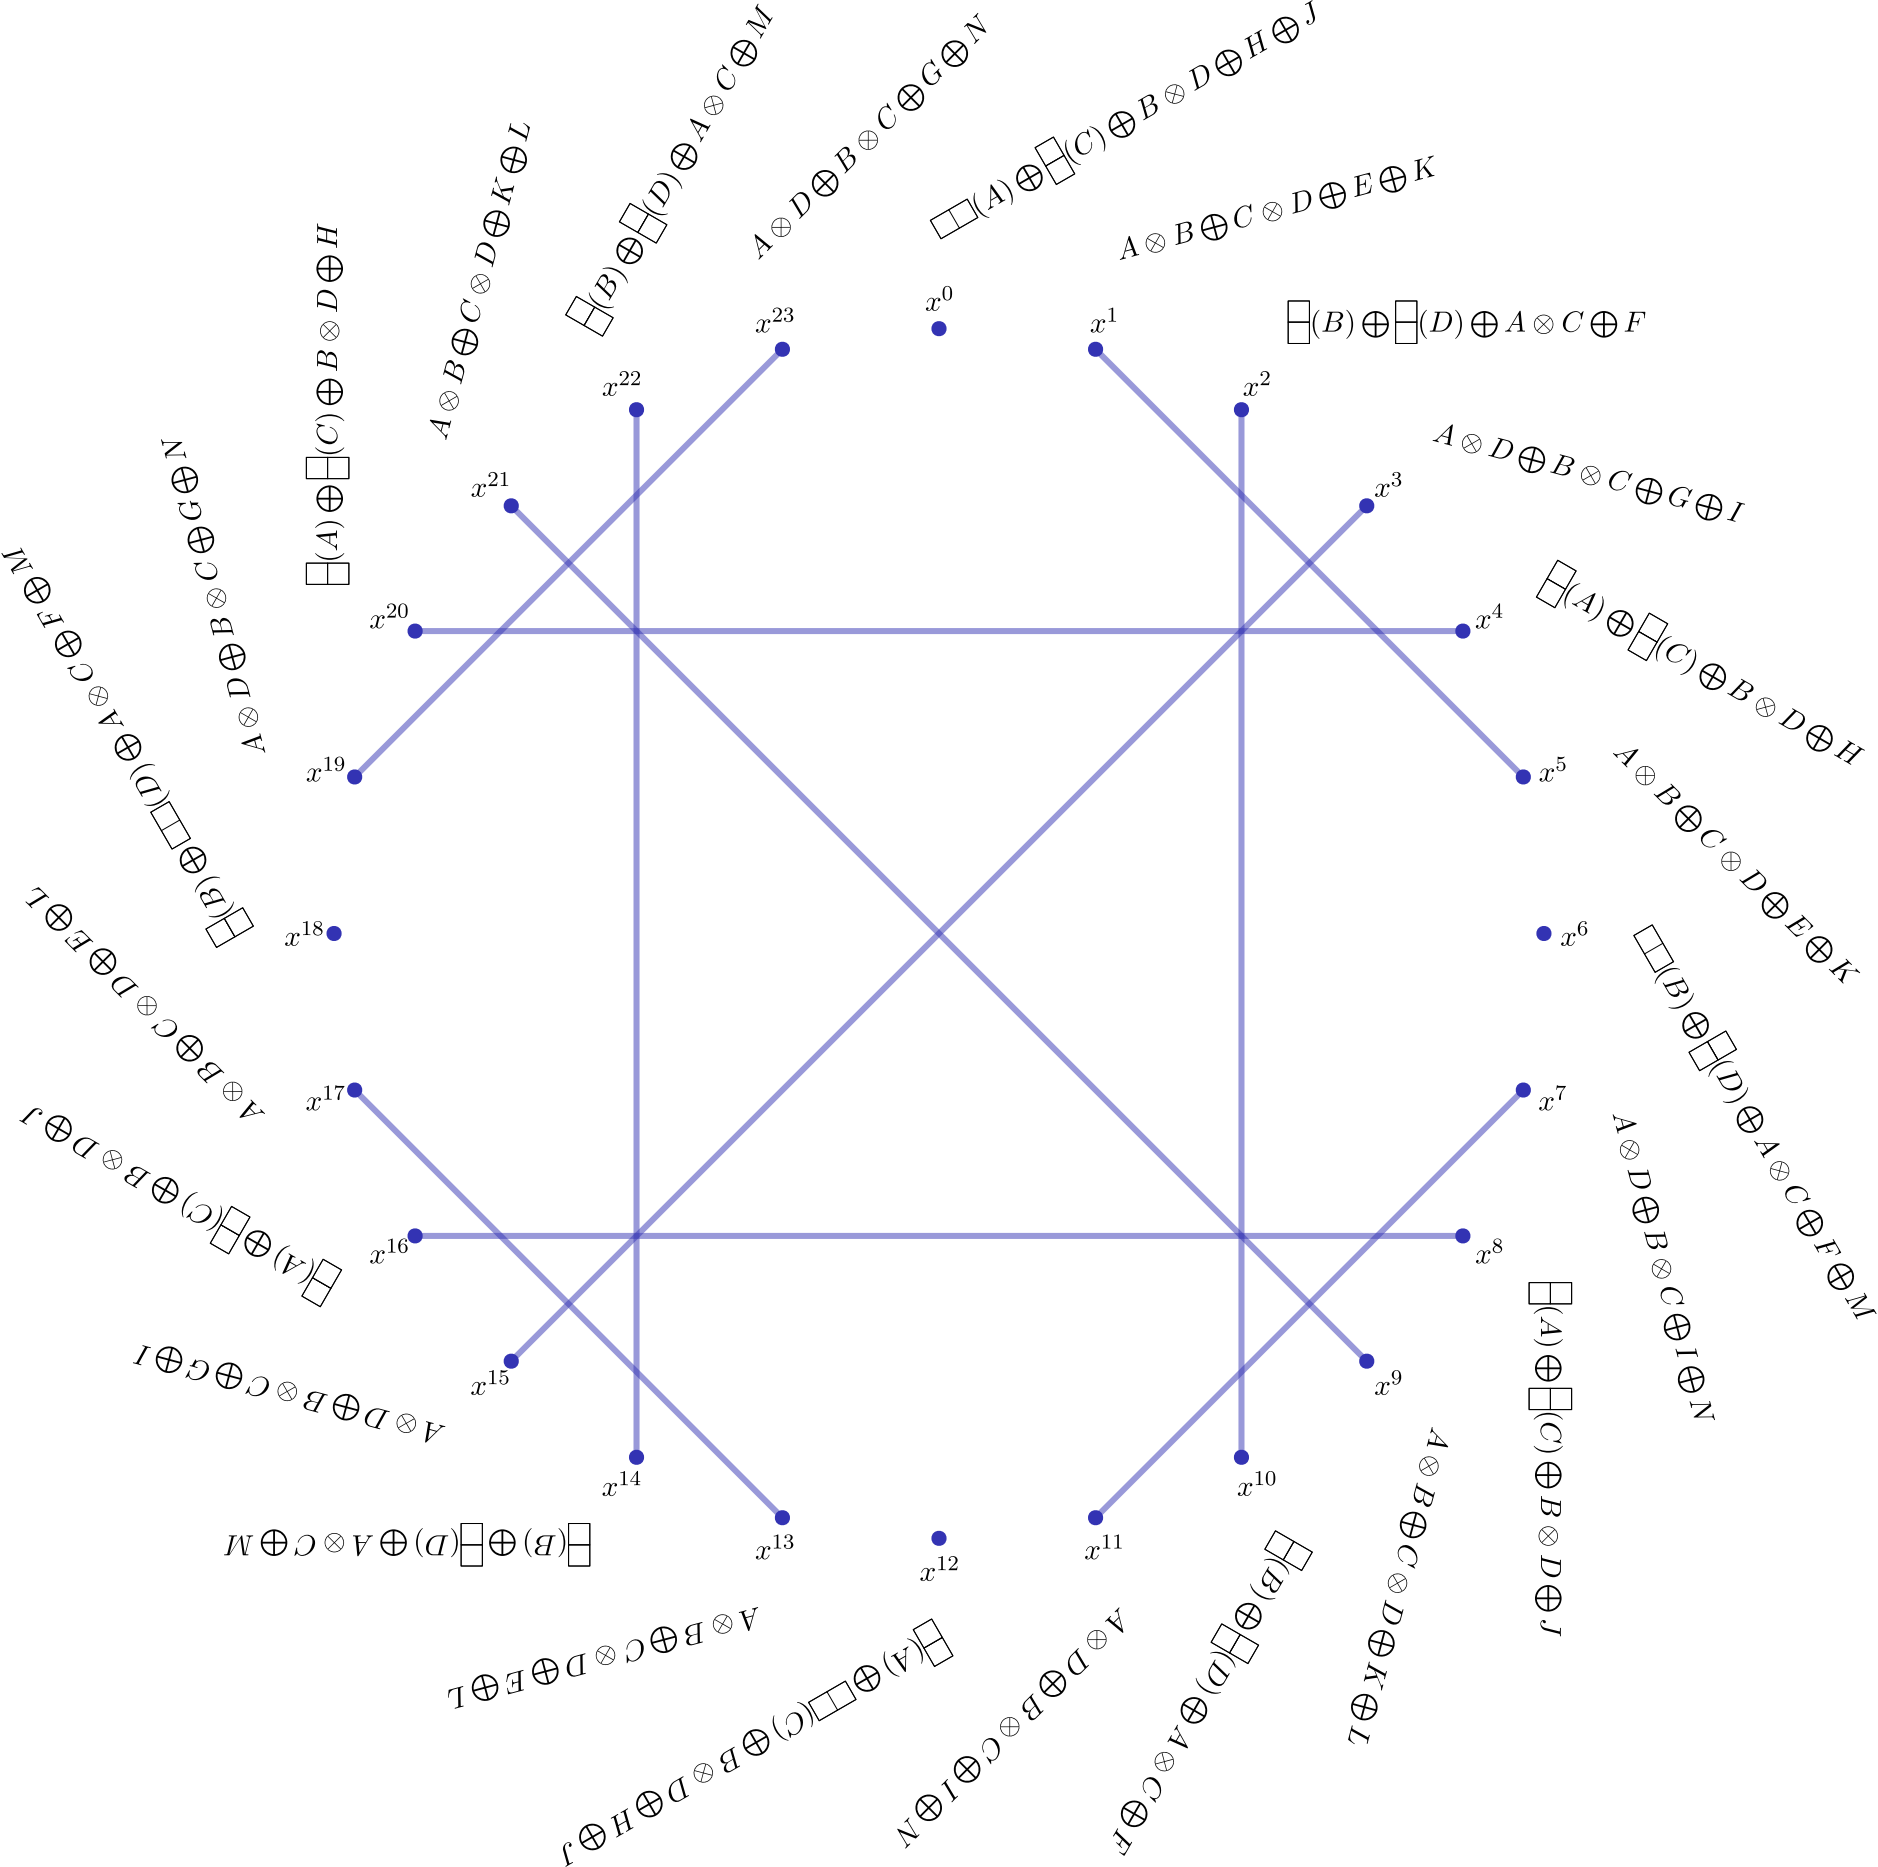 □□(A)⊕⊟(C)⊕B⊗D⊕H⊕J
x^0
A⊗B⊕C⊗D⊕E⊕K
x^1
⊟(B)⊕⊟(D)⊕A⊗C⊕F
x^2
A⊗D⊕B⊗C⊕G⊕I
x^3
⊟(A)⊕⊟(C)⊕B⊗D⊕H
x^4
A⊗B⊕C⊗D⊕E⊕K
x^5
□□(B)⊕⊟(D)⊕A⊗C⊕F⊕M
x^6
A⊗D⊕B⊗C⊕I⊕N
x^7
⊟(A)⊕⊟(C)⊕B⊗D⊕J
x^8
A⊗B⊕C⊗D⊕K⊕L
x^9
⊟(B)⊕⊟(D)⊕A⊗C⊕F
x^10
A⊗D⊕B⊗C⊕I⊕N
x^11
⊟(A)⊕□□(C)⊕B⊗D⊕H⊕J
x^12
A⊗B⊕C⊗D⊕E⊕L
x^13
⊟(B)⊕⊟(D)⊕A⊗C⊕M
x^14
A⊗D⊕B⊗C⊕G⊕I
x^15
⊟(A)⊕⊟(C)⊕B⊗D⊕J
x^16
A⊗B⊕C⊗D⊕E⊕L
x^17
⊟(B)⊕□□(D)⊕A⊗C⊕F⊕M
x^18
A⊗D⊕B⊗C⊕G⊕N
x^19
⊟(A)⊕⊟(C)⊕B⊗D⊕H
x^20
A⊗B⊕C⊗D⊕K⊕L
x^21
⊟(B)⊕⊟(D)⊕A⊗C⊕M
x^22
A⊗D⊕B⊗C⊕G⊕N
x^23